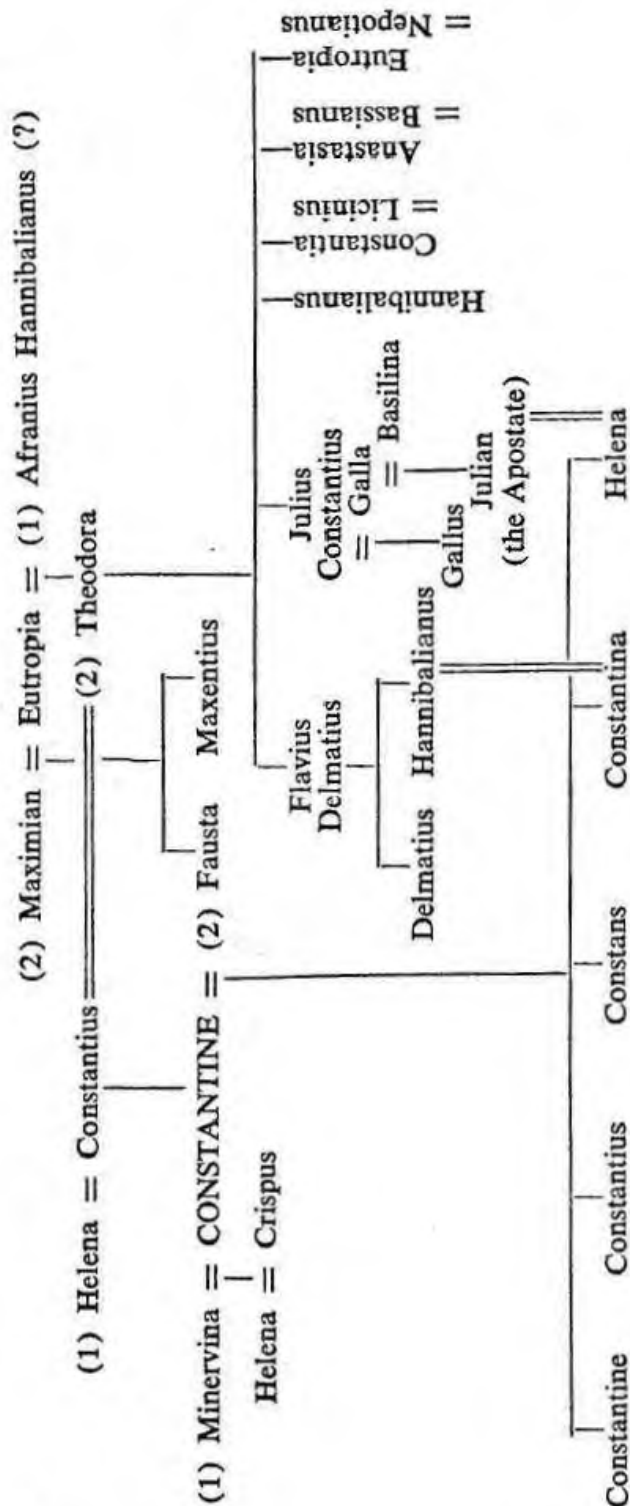 (2) Maximian = Eutropia = (1) Afranius Hannibalianus (?)
(1) Helena = Constantius (2) Theodora
(1) Minervina = CONSTANTINE = (2) Fausta Maxentius
Helena = Crispus
Flavius
Delmatius
Julius
Constantius
= Galla
= Basilina
Hannibalianus
Constantia
= Licinius
Anastasia
= Bassianus
Eutropia
= Nepotianus
Delmatius Hannibalianus
Gallus
Julian
(the Apostate)
Constantine Constantius Constans Constantina Helena